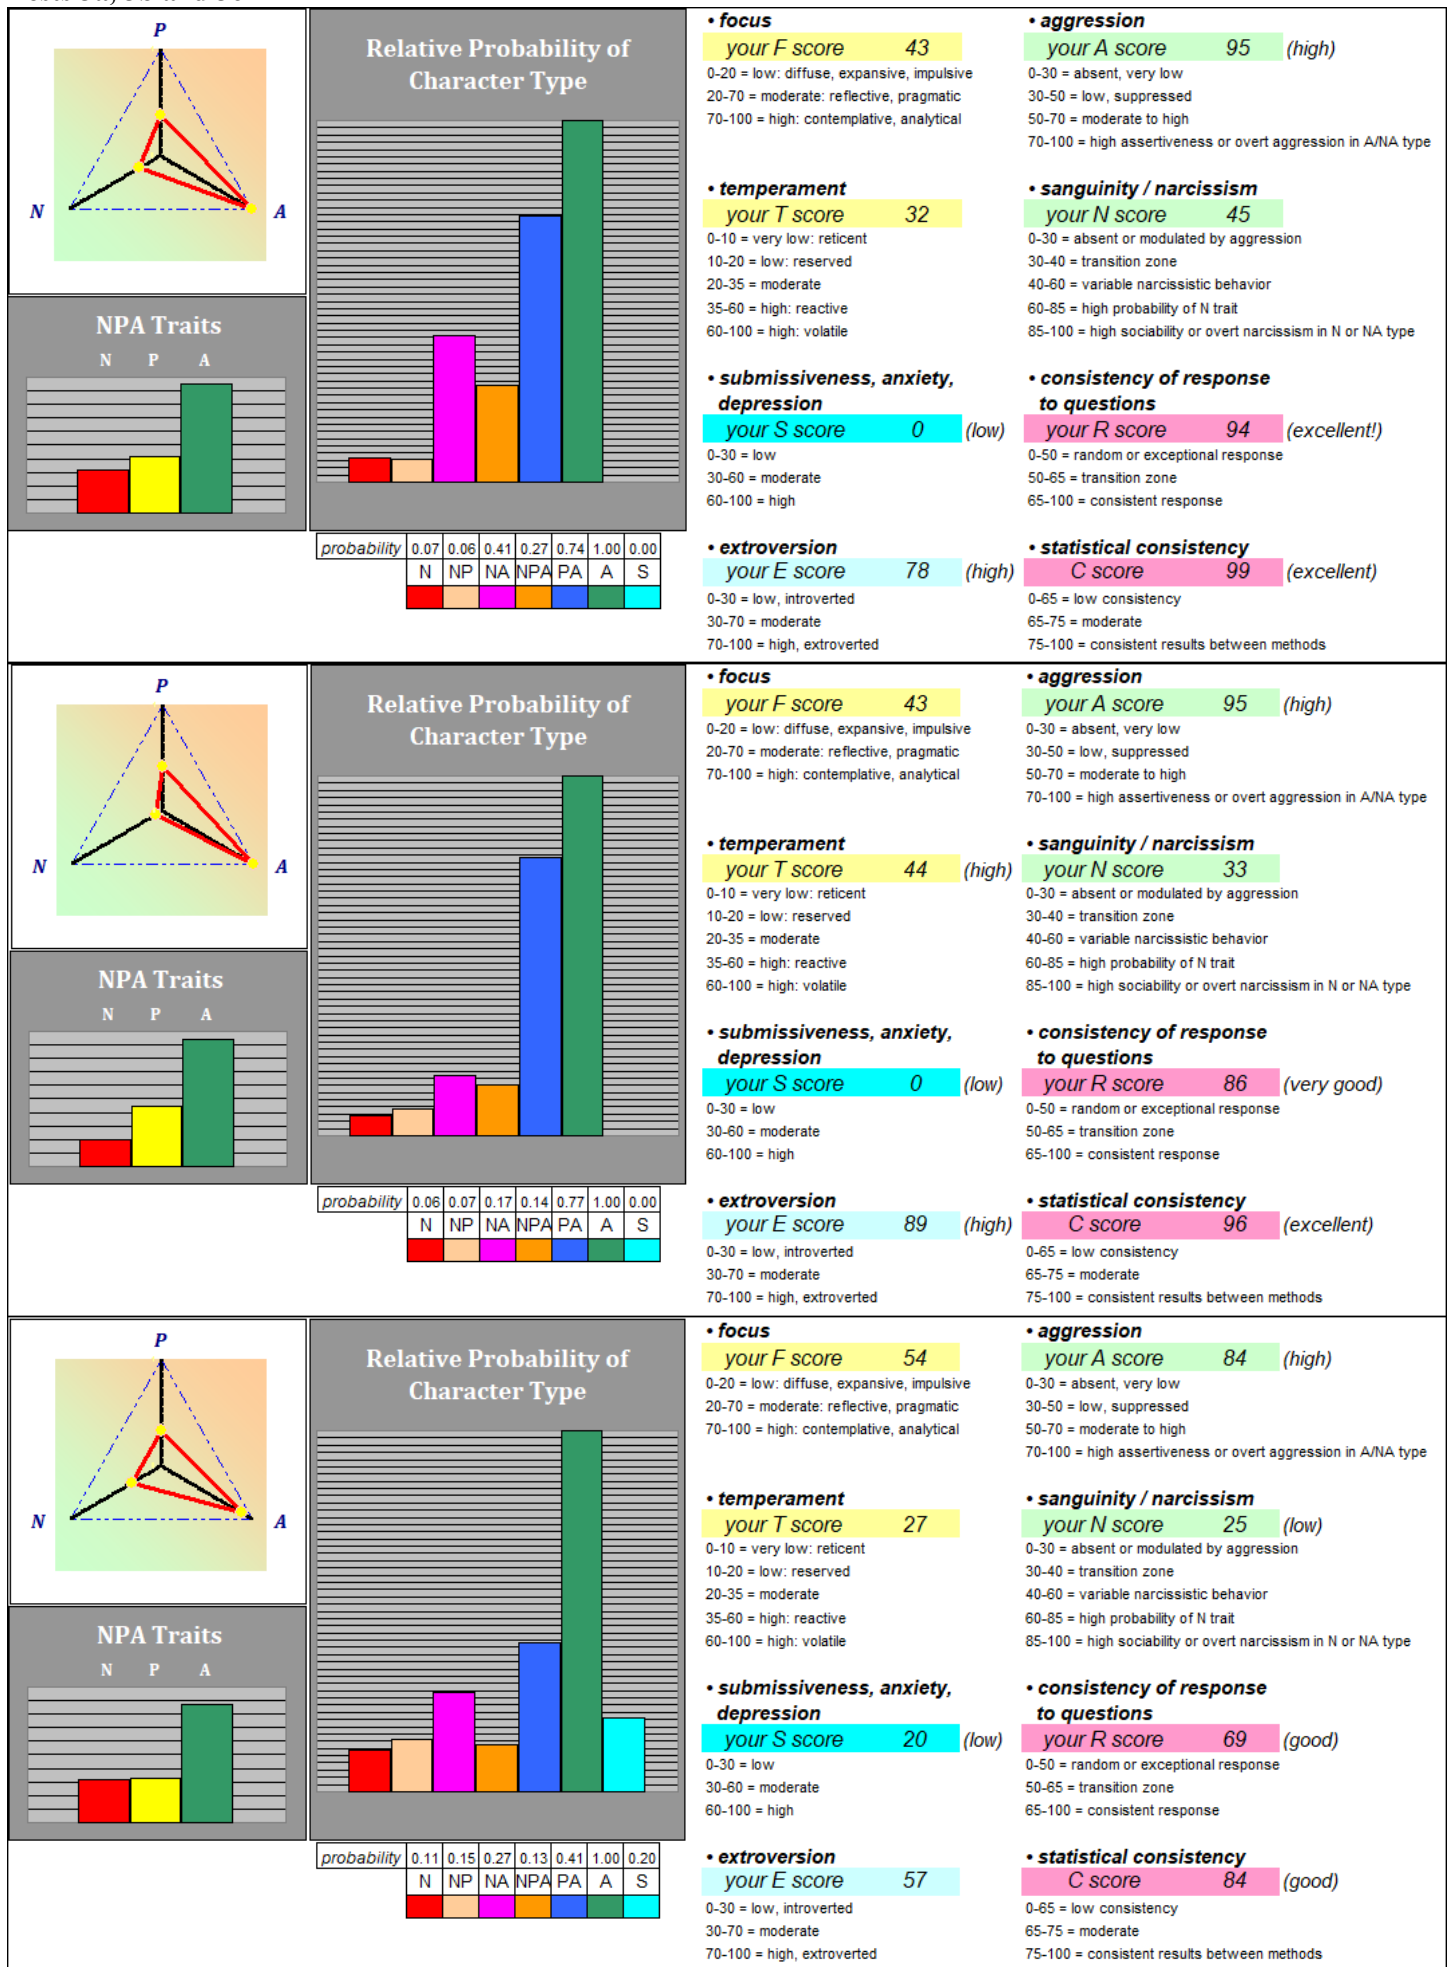 P
N
A
NPA Traits
N P A
Relative Probability of
Character Type
probability 0.07 0.06 0.41 0.27 0.74 1.00 0.00
N NP NA NPA PA A S
• focus
your F score 43
0-20 = low: diffuse, expansive, impulsive
20-70 = moderate: reflective, pragmatic
70-100 = high: contemplative, analytical
• temperament
your T score 32
0-10 = very low: reticent
10-20 = low: reserved
20-35 = moderate
35-60 = high: reactive
60-100 = high: volatile
• submissiveness, anxiety,
depression
your S score 0 (low)
0-30 = low
30-60 = moderate
60-100 = high
• extroversion
your E score 78 (high)
0-30 = low, introverted
30-70 = moderate
70-100 = high, extroverted
• aggression
your A score 95 (high)
0-30 = absent, very low
30-50 = low, suppressed
50-70 = moderate to high
70-100 = high assertiveness or overt aggression in A/NA type
• sanguinity / narcissism
your N score 45
0-30 = absent or modulated by aggression
30-40 = transition zone
40-60 = variable narcissistic behavior
60-85 = high probability of N trait
85-100 = high sociability or overt narcissism in N or NA type
• consistency of response
to questions
your R score 94 (excellent!)
0-50 = random or exceptional response
50-65 = transition zone
65-100 = consistent response
• statistical consistency
C score 99 (excellent)
0-65 = low consistency
65-75 = moderate
75-100 = consistent results between methods
P
N
A
NPA Traits
N P A
Relative Probability of
Character Type
probability 0.06 0.07 0.17 0.14 0.77 1.00 0.00
N NP NA NPA PA A S
• focus
your F score 43
0-20 = low: diffuse, expansive, impulsive
20-70 = moderate: reflective, pragmatic
70-100 = high: contemplative, analytical
• temperament
your T score 44 (high)
0-10 = very low: reticent
10-20 = low: reserved
20-35 = moderate
35-60 = high: reactive
60-100 = high: volatile
• submissiveness, anxiety,
depression
your S score 0 (low)
0-30 = low
30-60 = moderate
60-100 = high
• extroversion
your E score 89 (high)
0-30 = low, introverted
30-70 = moderate
70-100 = high, extroverted
• aggression
your A score 95 (high)
0-30 = absent, very low
30-50 = low, suppressed
50-70 = moderate to high
70-100 = high assertiveness or overt aggression in A/NA type
• sanguinity / narcissism
your N score 33
0-30 = absent or modulated by aggression
30-40 = transition zone
40-60 = variable narcissistic behavior
60-85 = high probability of N trait
85-100 = high sociability or overt narcissism in N or NA type
• consistency of response
to questions
your R score 86 (very good)
0-50 = random or exceptional response
50-65 = transition zone
65-100 = consistent response
• statistical consistency
C score 96 (excellent)
0-65 = low consistency
65-75 = moderate
75-100 = consistent results between methods
P
N
A
NPA Traits
N P A
Relative Probability of
Character Type
probability 0.11 0.15 0.27 0.13 0.41 1.00 0.20
N NP NA NPA PA A S
• focus
your F score 54
0-20 = low: diffuse, expansive, impulsive
20-70 = moderate: reflective, pragmatic
70-100 = high: contemplative, analytical
• temperament
your T score 27
0-10 = very low: reticent
10-20 = low: reserved
20-35 = moderate
35-60 = high: reactive
60-100 = high: volatile
• submissiveness, anxiety,
depression
your S score 20 (low)
0-30 = low
30-60 = moderate
60-100 = high
• extroversion
your E score 57
0-30 = low, introverted
30-70 = moderate
70-100 = high, extroverted
• aggression
your A score 84 (high)
0-30 = absent, very low
30-50 = low, suppressed
50-70 = moderate to high
70-100 = high assertiveness or overt aggression in A/NA type
• sanguinity / narcissism
your N score 25 (low)
0-30 = absent or modulated by aggression
30-40 = transition zone
40-60 = variable narcissistic behavior
60-85 = high probability of N trait
85-100 = high sociability or overt narcissism in N or NA type
• consistency of response
to questions
your R score 69 (good)
0-50 = random or exceptional response
50-65 = transition zone
65-100 = consistent response
• statistical consistency
C score 84 (good)
0-65 = low consistency
65-75 = moderate
75-100 = consistent results between methods